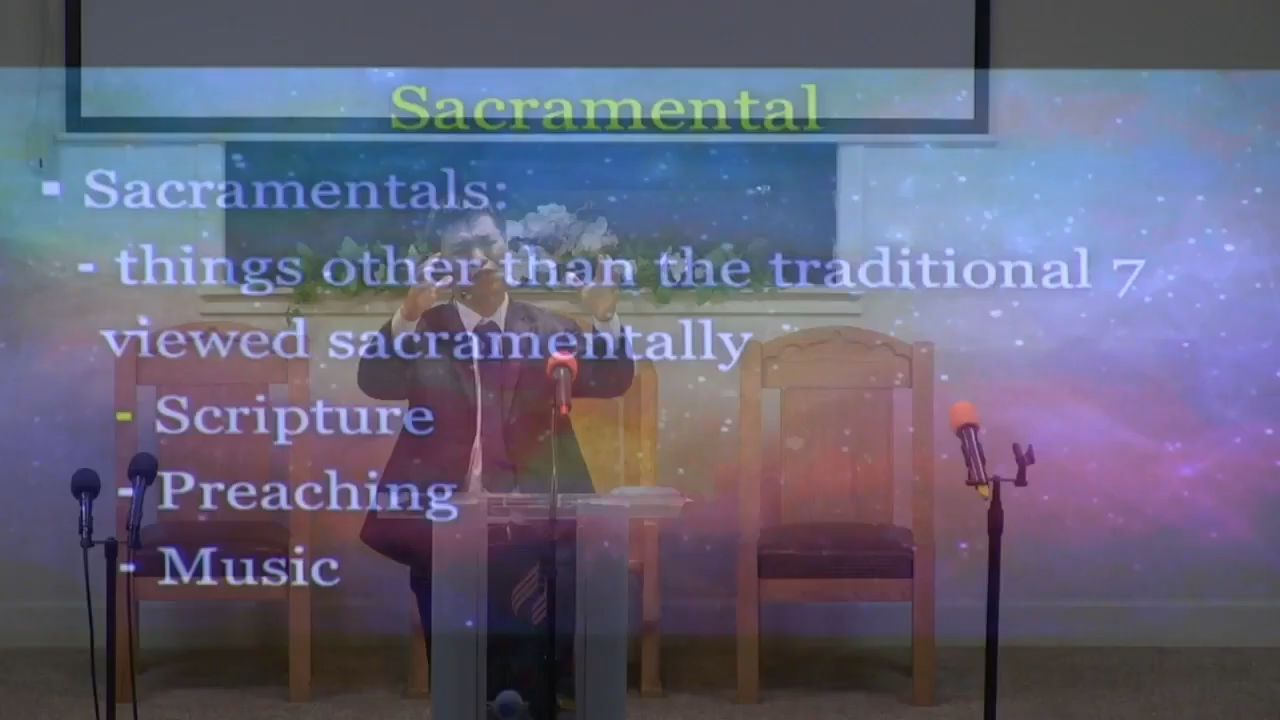 Sacramental
▪ Sacramentals:
- things other than the traditional 7
viewed sacramentally
- Scripture
- Preaching
- Music